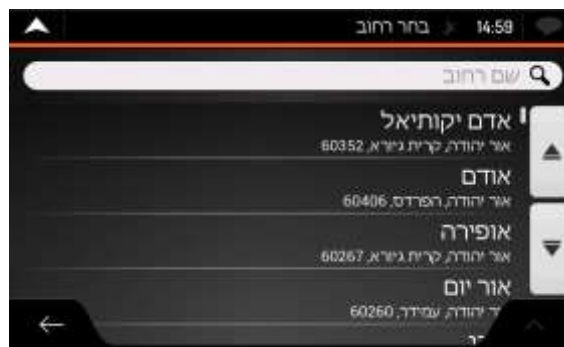 בחר רחוב 14:59
שם רחוב
אדם יקותיאל
אור יהודה, קרית גיורא, 60352
אודם
אור יהודה, הפרדס, 60406
אופירה
אור יהודה, קרית גיורא, 60267
אור יום
יהודה, עמידר, 60260